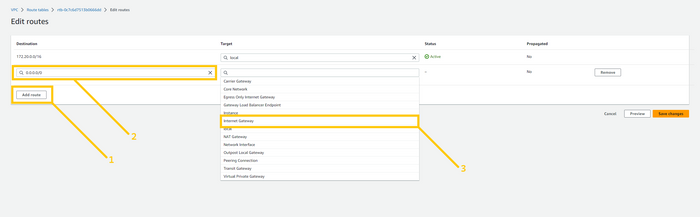 VPC > Route tables > > Edit routes
Edit routes
Destination Target Status Propagated
172.20.0.0/16 local Active No
0.0.0.0/0 - No Remove
Carrier Gateway
Core Network
Egress Only Internet Gateway
Gateway Load Balancer Endpoint
Instance
Internet Gateway
local
NAT Gateway
Network Interface
Outpost Local Gateway
Peering Connection
Transit Gateway
Virtual Private Gateway
Add route
Cancel Preview Save changes
1
2
3